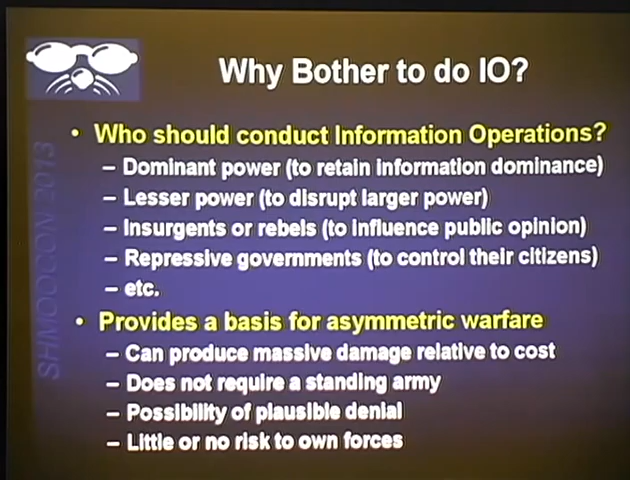 Why Bother to do IO?
• Who should conduct Information Operations?
– Dominant power (to retain information dominance)
– Lesser power (to disrupt larger power)
– Insurgents or rebels (to influence public opinion)
– Repressive governments (to control their citizens)
– etc.
• Provides a basis for asymmetric warfare
– Can produce massive damage relative to cost
– Does not require a standing army
– Possibility of plausible denial
– Little or no risk to own forces
SHMOOCON 2013